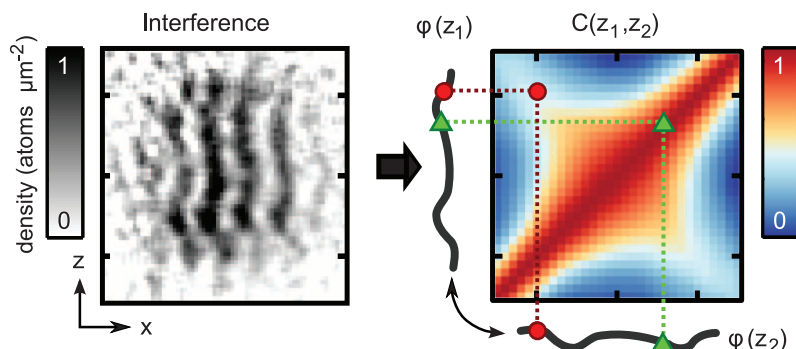 Interference
φ(z₁)
C(z₁,z₂)
density (atoms μm⁻²)
1
0
z
x
1
0
φ(z₂)